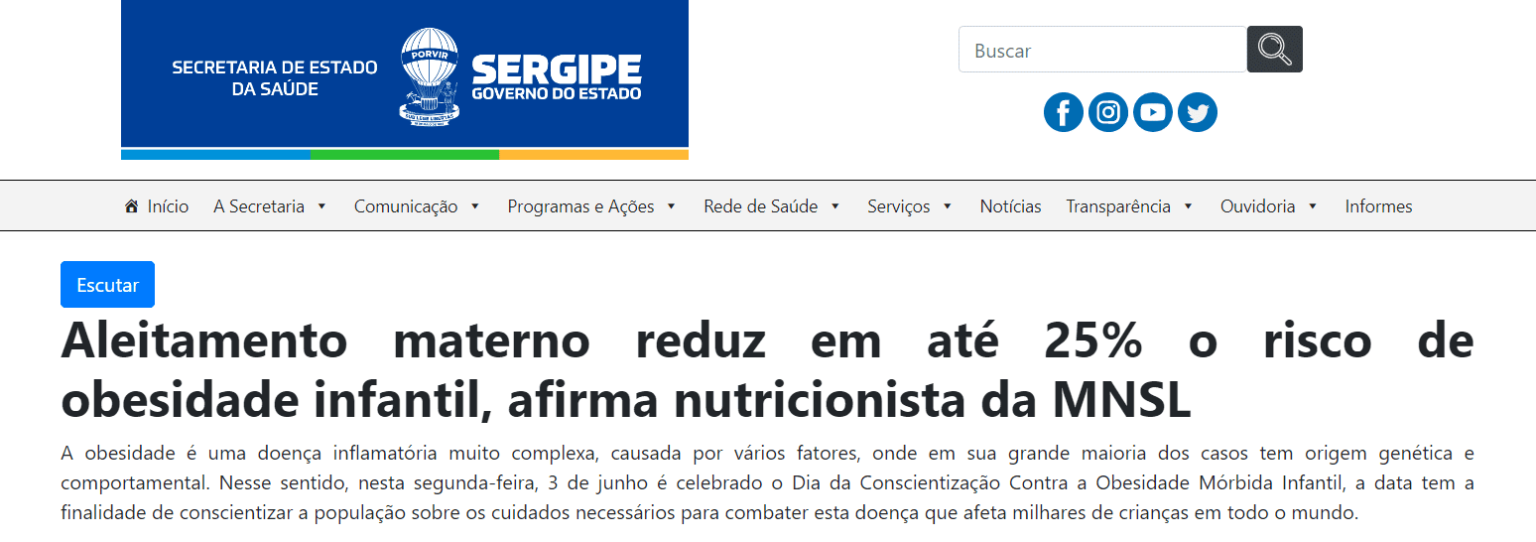 SECRETARIA DE ESTADO
DA SAÚDE
PORVIR
SUB LEGE LIBERTAS
SERGIPE
GOVERNO DO ESTADO
Buscar
Início A Secretaria Comunicação Programas e Ações Rede de Saúde Serviços Notícias Transparência Ouvidoria Informes
Escutar
Aleitamento materno reduz em até 25% o risco de
obesidade infantil, afirma nutricionista da MNSL
A obesidade é uma doença inflamatória muito complexa, causada por vários fatores, onde em sua grande maioria dos casos tem origem genética e
comportamental. Nesse sentido, nesta segunda-feira, 3 de junho é celebrado o Dia da Conscientização Contra a Obesidade Mórbida Infantil, a data tem a
finalidade de conscientizar a população sobre os cuidados necessários para combater esta doença que afeta milhares de crianças em todo o mundo.